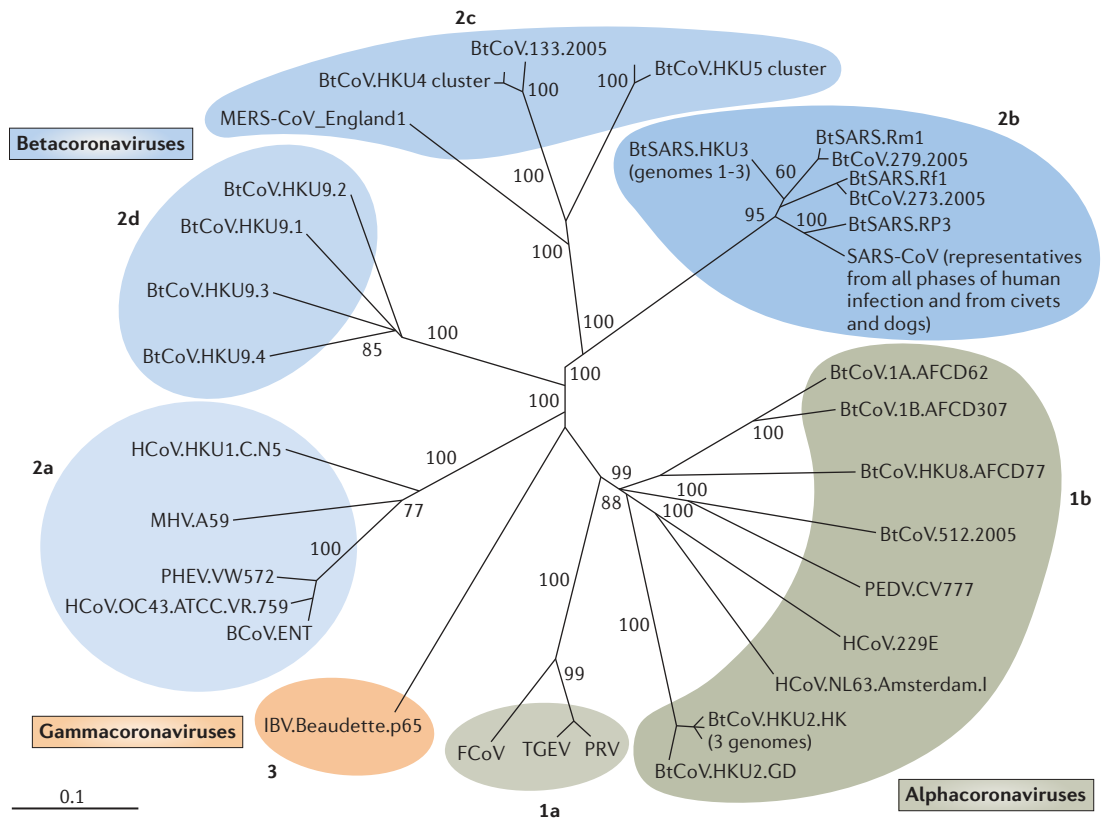 2c
BtCoV.133.2005
BtCoV.HKU4 cluster
100
100
BtCoV.HKU5 cluster
MERS-CoV_England1
Betacoronaviruses
2b
BtSARS.HKU3
(genomes 1-3)
BtSARS.Rm1
BtCoV.279.2005
60
BtSARS.Rf1
BtCoV.273.2005
95
100
BtSARS.RP3
SARS-CoV (representatives
from all phases of human
infection and from civets
and dogs)
100
100
100
2d
BtCoV.HKU9.2
BtCoV.HKU9.1
BtCoV.HKU9.3
BtCoV.HKU9.4
85
100
100
100
2a
HCoV.HKU1.C.N5
100
77
MHV.A59
100
PHEV.VW572
HCoV.OC43.ATCC.VR.759
BCoV.ENT
BtCoV.1A.AFCD62
BtCoV.1B.AFCD307
100
99
BtCoV.HKU8.AFCD77
1b
88
100
100
BtCoV.512.2005
PEDV.CV777
HCoV.229E
HCoV.NL63.Amsterdam.I
100
100
BtCoV.HKU2.HK
(3 genomes)
BtCoV.HKU2.GD
99
FCoV
TGEV
PRV
1a
IBV.Beaudette.p65
Gammacoronaviruses
3
Alphacoronaviruses
0.1